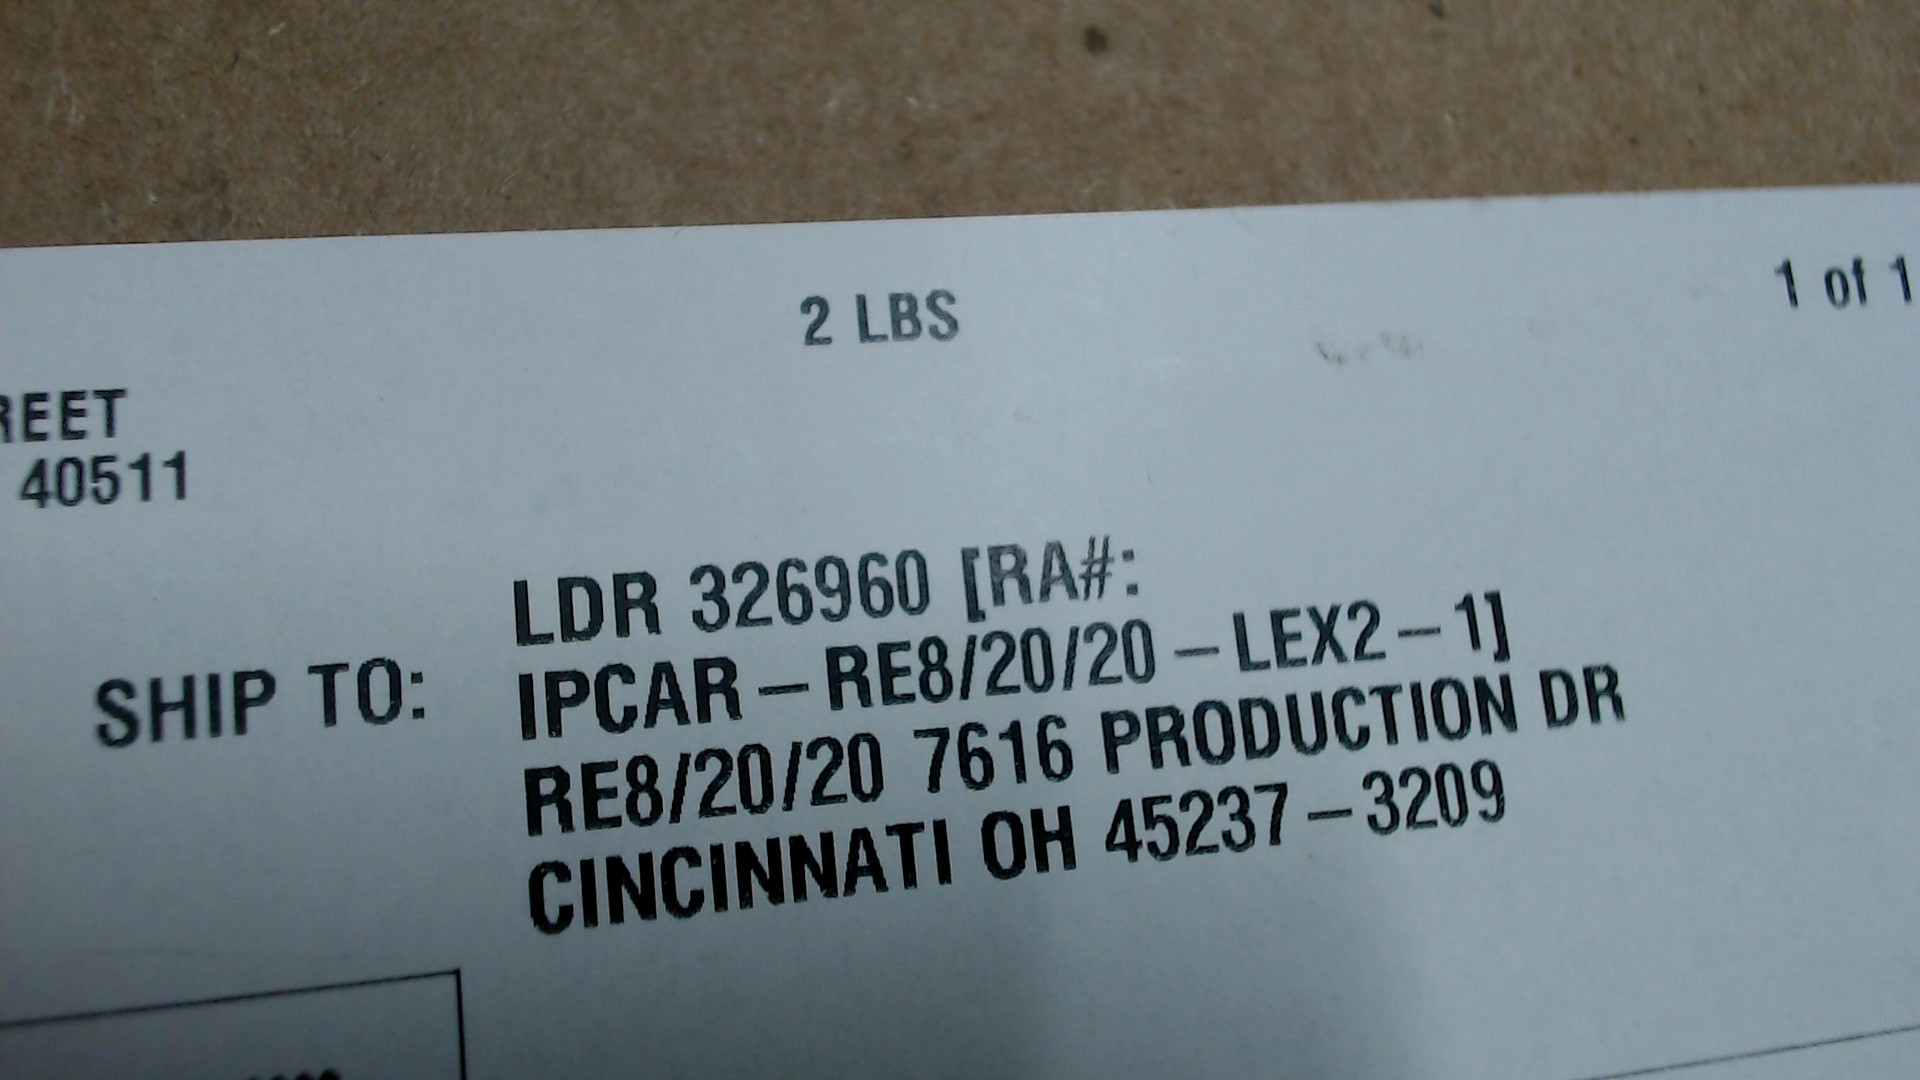 2 LBS
1 of 1
REET
40511
SHIP TO:
LDR 326960 [RA#:
IPCAR – RE8/20/20 – LEX2 – 1]
RE8/20/20 7616 PRODUCTION DR
CINCINNATI OH 45237 – 3209